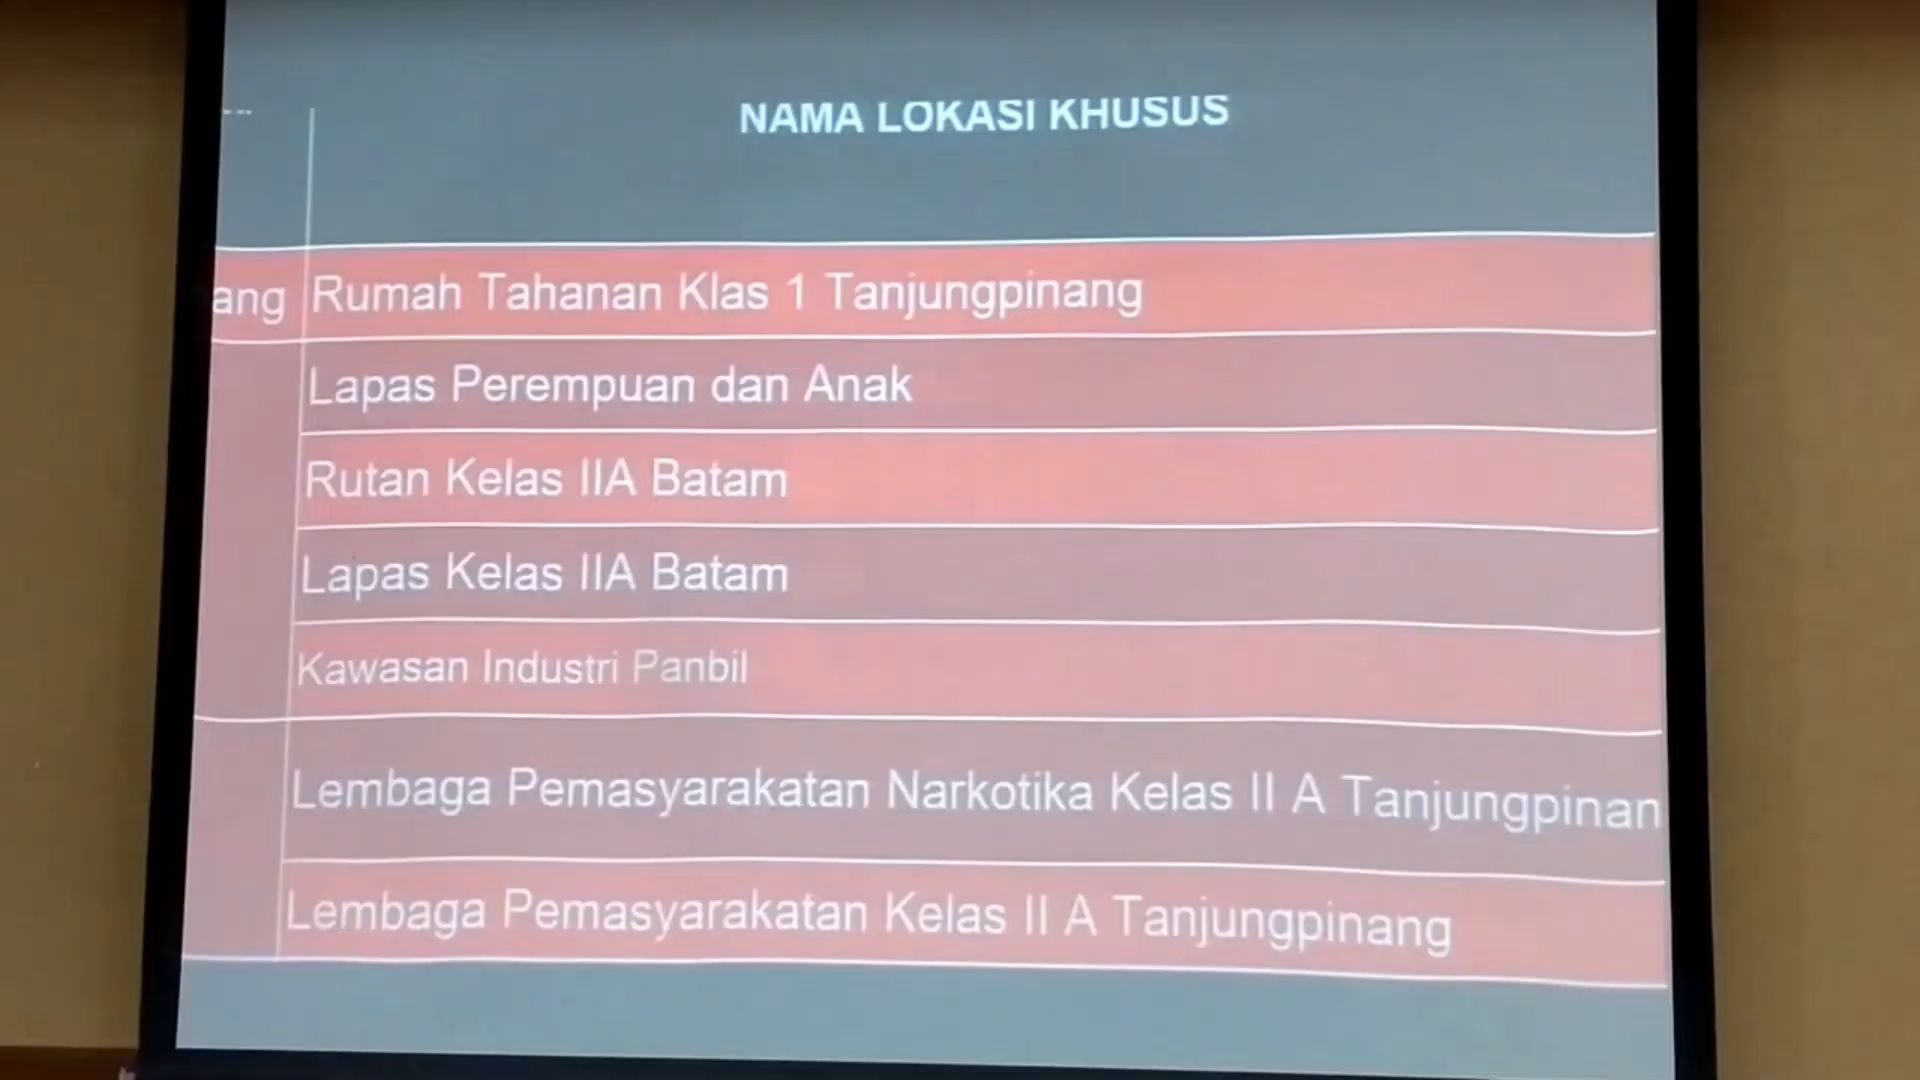 NAMA LOKASI KHUSUS
ang Rumah Tahanan Klas 1 Tanjungpinang
Lapas Perempuan dan Anak
Rutan Kelas IIA Batam
Lapas Kelas IIA Batam
Kawasan Industri Panbil
Lembaga Pemasyarakatan Narkotika Kelas II A Tanjungpinan
Lembaga Pemasyarakatan Kelas II A Tanjungpinang